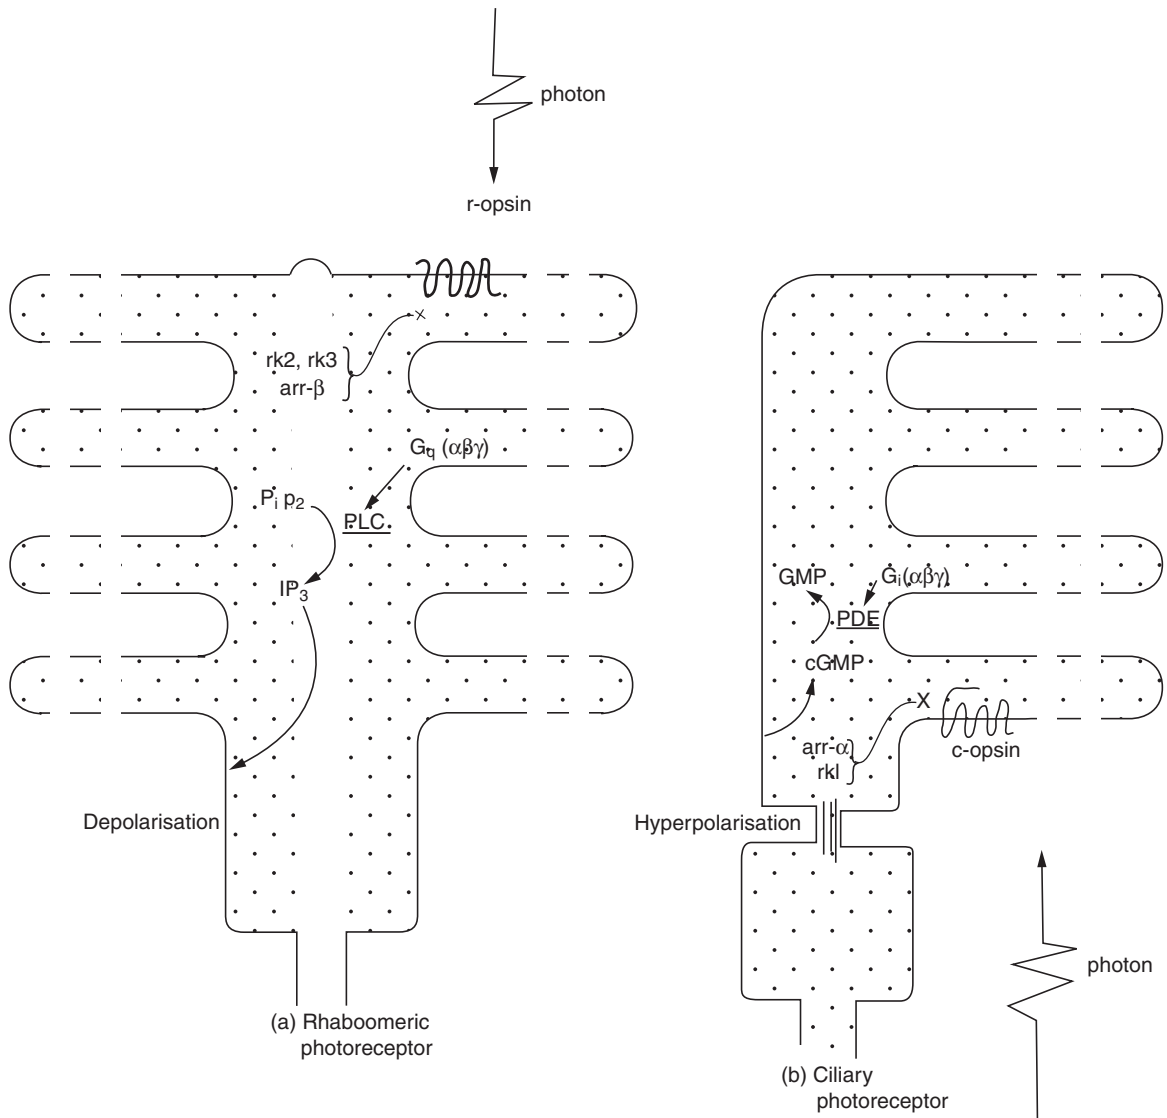 photon
r-opsin
rk2, rk3
arr-β
Gq (αβγ)
Pi p2
PLC
IP3
Depolarisation
(a) Rhaboomeric
photoreceptor
GMP
Gi(αβγ)
PDE
cGMP
X
arr-α
rkl
c-opsin
Hyperpolarisation
photon
(b) Ciliary
photoreceptor